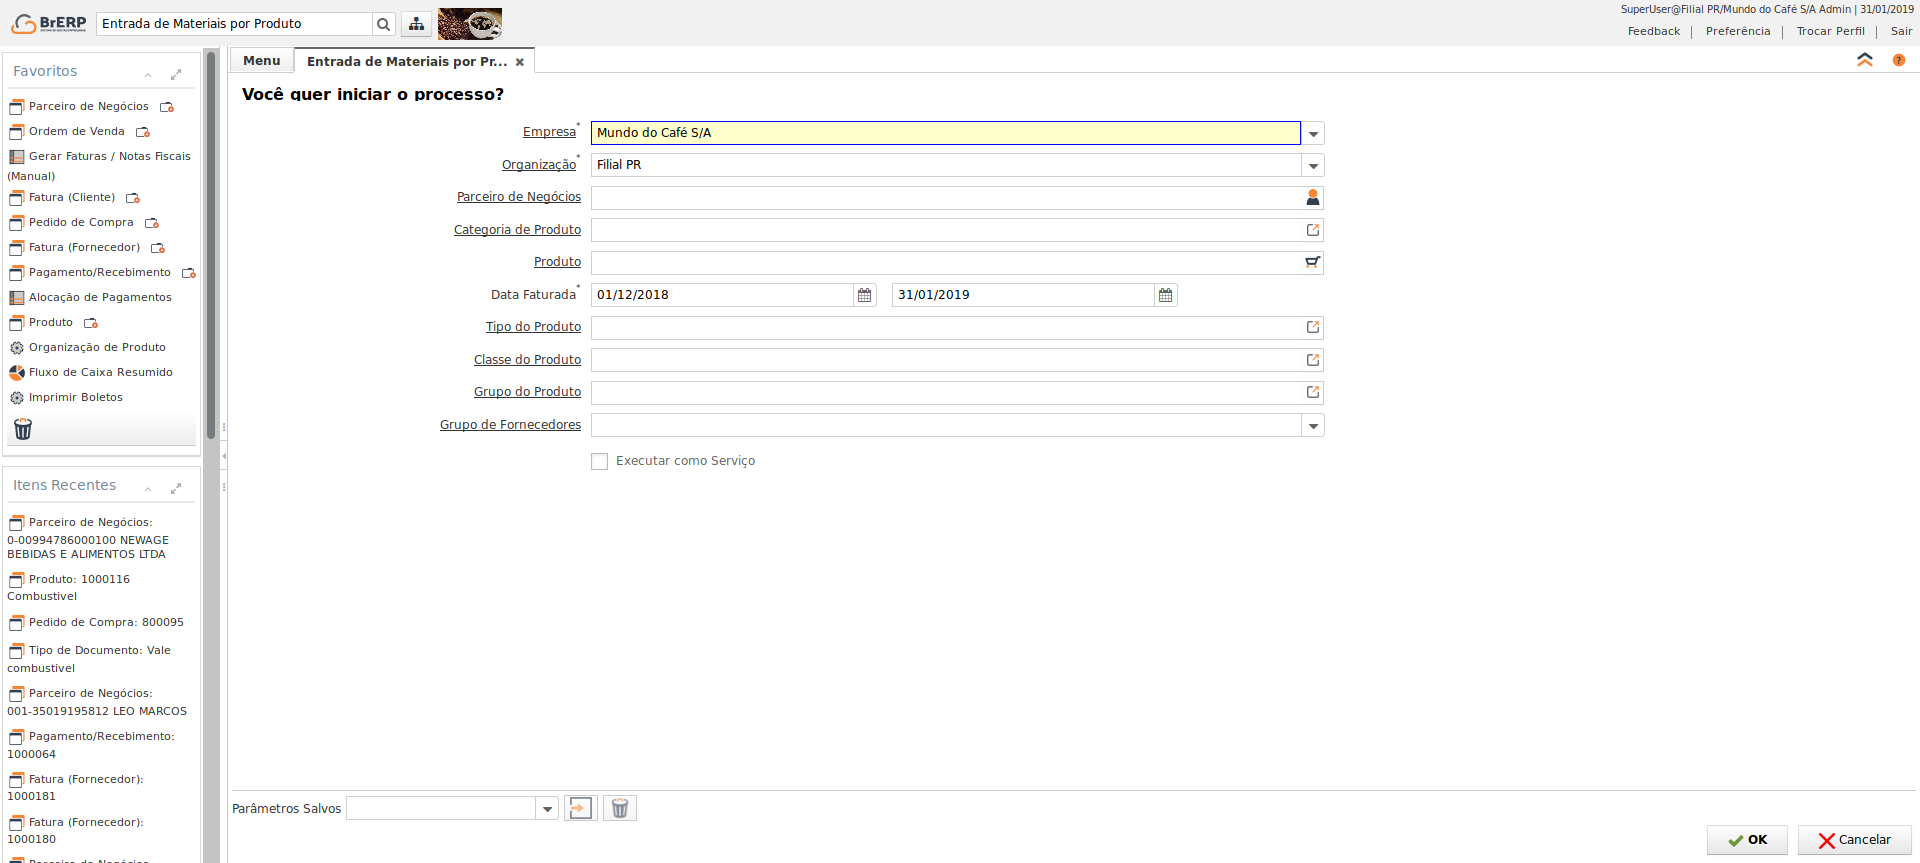 BrERP
Entrada de Materiais por Produto
SuperUser@Filial PR/Mundo do Café S/A Admin | 31/01/2019
Feedback | Preferência | Trocar Perfil | Sair
Favoritos
Parceiro de Negócios
Ordem de Venda
Gerar Faturas / Notas Fiscais
(Manual)
Fatura (Cliente)
Pedido de Compra
Fatura (Fornecedor)
Pagamento/Recebimento
Alocação de Pagamentos
Produto
Organização de Produto
Fluxo de Caixa Resumido
Imprimir Boletos
Itens Recentes
Parceiro de Negócios:
0-00994786000100 NEWAGE
BEBIDAS E ALIMENTOS LTDA
Produto: 1000116
Combustivel
Pedido de Compra: 800095
Tipo de Documento: Vale
combustivel
Parceiro de Negócios:
001-35019195812 LEO MARCOS
Pagamento/Recebimento:
1000064
Fatura (Fornecedor):
1000181
Fatura (Fornecedor):
1000180
Parceiro de Negócios
Menu
Entrada de Materiais por Pr...
Você quer iniciar o processo?
Empresa* Mundo do Café S/A
Organização* Filial PR
Parceiro de Negócios
Categoria de Produto
Produto
Data Faturada* 01/12/2018 31/01/2019
Tipo do Produto
Classe do Produto
Grupo do Produto
Grupo de Fornecedores
Executar como Serviço
Parâmetros Salvos
OK
Cancelar